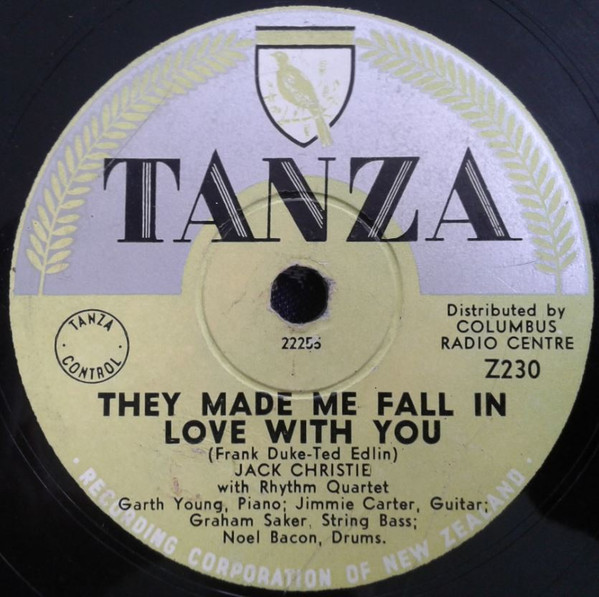 TANZA
TANZA
CONTROL
22256
Distributed by
COLUMBUS
RADIO CENTRE
Z230
THEY MADE ME FALL IN
LOVE WITH YOU
(Frank Duke-Ted Edlin)
JACK CHRISTIE
with Rhythm Quartet
Garth Young, Piano; Jimmie Carter, Guitar;
Graham Saker, String Bass;
Noel Bacon, Drums.
· RECORDING CORPORATION OF NEW ZEALAND ·